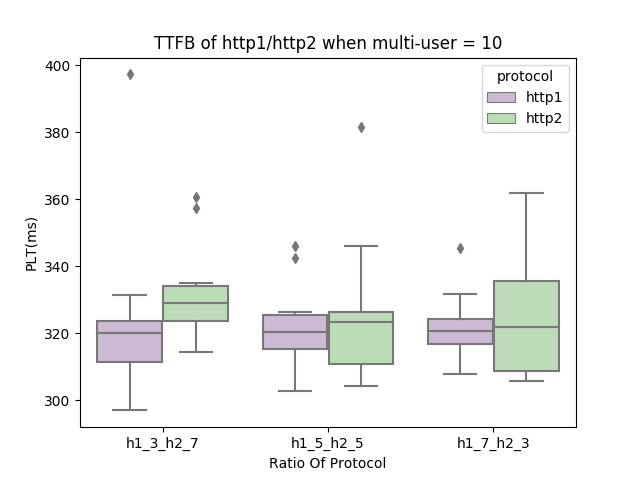 TTFB of http1/http2 when multi-user = 10
protocol
http1
http2
PLT(ms)
400
380
360
340
320
300
h1_3_h2_7
h1_5_h2_5
h1_7_h2_3
Ratio Of Protocol